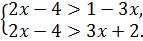 2x − 4 > 1 − 3x,
2x − 4 > 3x + 2.